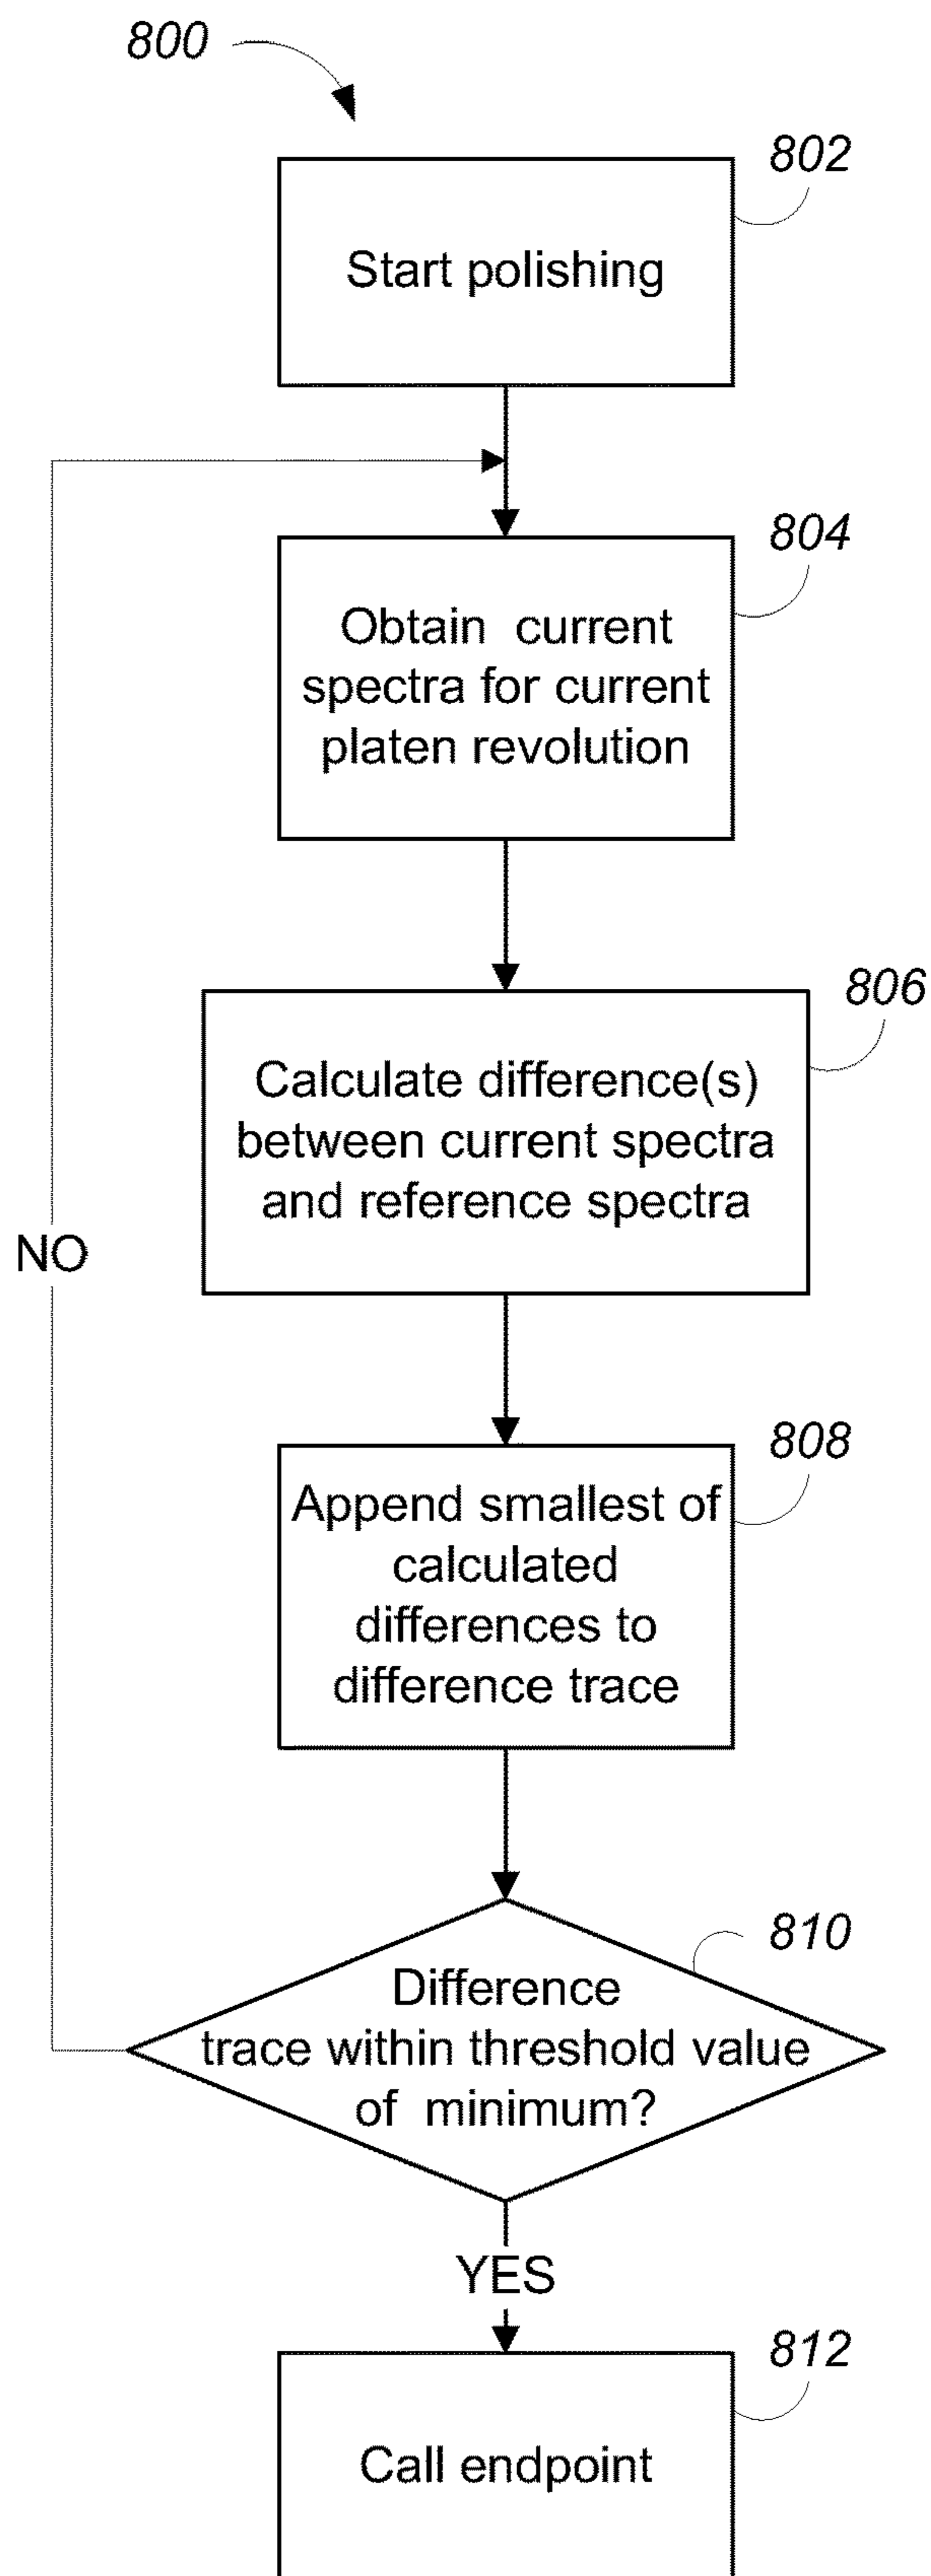 800
802
Start polishing
804
Obtain current
spectra for current
platen revolution
806
Calculate difference(s)
between current spectra
and reference spectra
NO
808
Append smallest of
calculated
differences to
difference trace
810
Difference
trace within threshold value
of minimum?
YES
812
Call endpoint